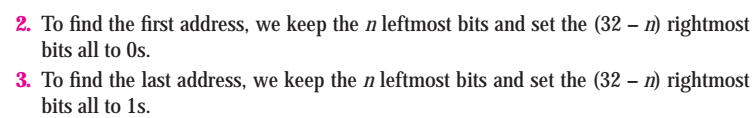 2. To find the first address, we keep the n leftmost bits and set the (32 – n) rightmost
bits all to 0s.
3. To find the last address, we keep the n leftmost bits and set the (32 – n) rightmost
bits all to 1s.